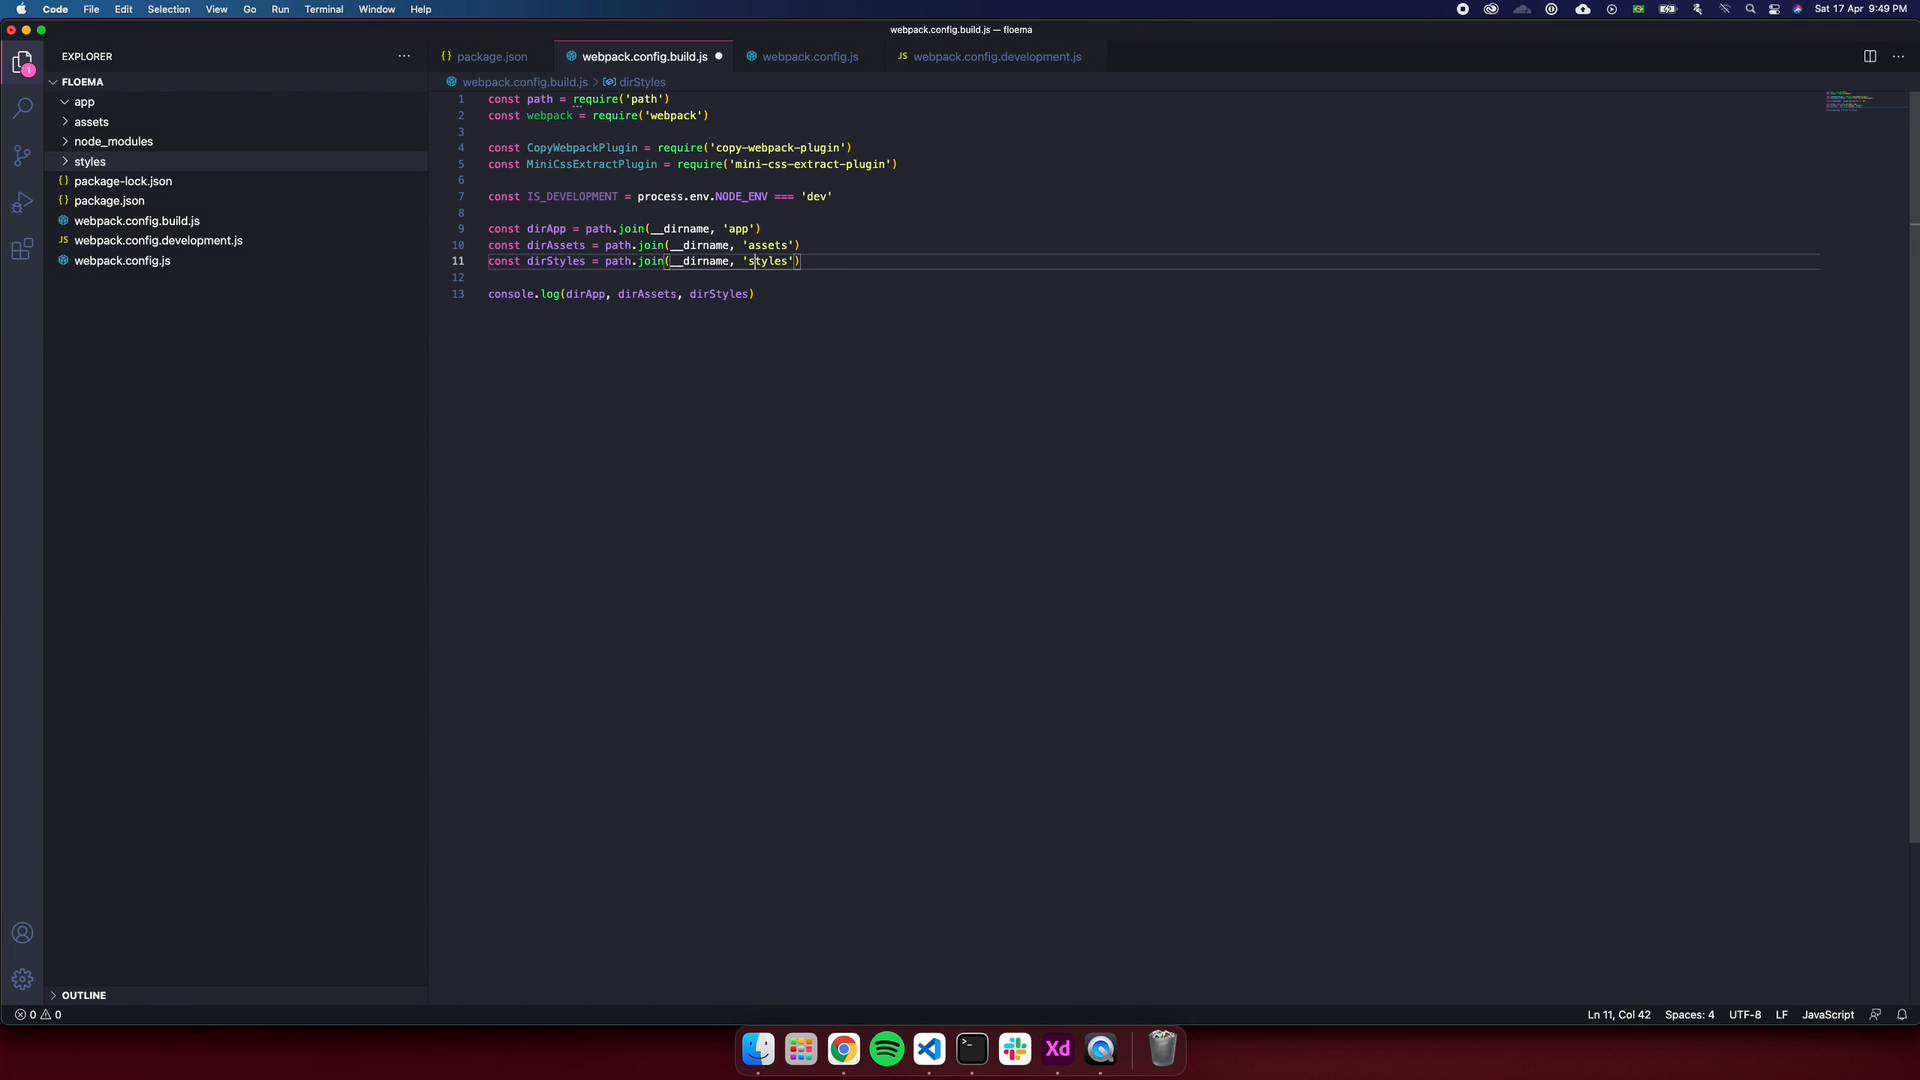 Code File Edit Selection View Go Run Terminal Window Help
Sat 17 Apr 9:49 PM
webpack.config.build.js — floema
EXPLORER
package.json
webpack.config.build.js
webpack.config.js
JS webpack.config.development.js
1
FLOEMA
app
assets
node_modules
styles
{} package-lock.json
{} package.json
webpack.config.build.js
JS webpack.config.development.js
webpack.config.js
OUTLINE
webpack.config.build.js > dirStyles
1 const path = require('path')
2 const webpack = require('webpack')
3
4 const CopyWebpackPlugin = require('copy-webpack-plugin')
5 const MiniCssExtractPlugin = require('mini-css-extract-plugin')
6
7 const IS_DEVELOPMENT = process.env.NODE_ENV === 'dev'
8
9 const dirApp = path.join(__dirname, 'app')
10 const dirAssets = path.join(__dirname, 'assets')
11 const dirStyles = path.join(__dirname, 'styles')
12
13 console.log(dirApp, dirAssets, dirStyles)
0 0
Ln 11, Col 42 Spaces: 4 UTF-8 LF JavaScript
Xd